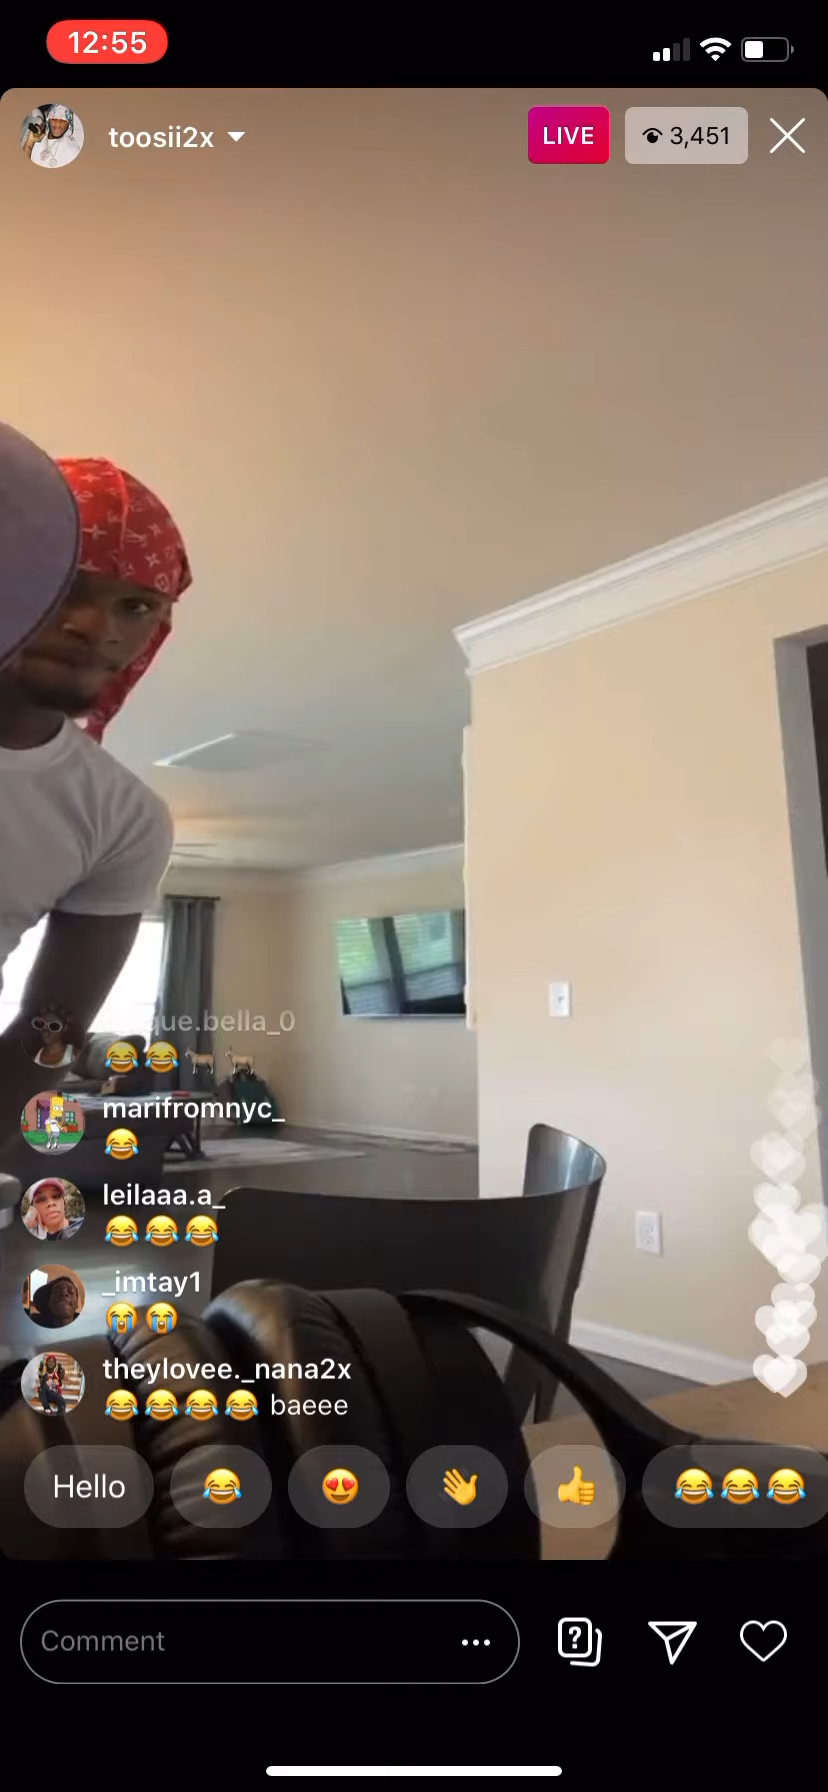 12:55
toosii2x
LIVE
3,451
que.bella_0
😂😂🐐🐐
marifromnyc_
😂
leilaaa.a_
😂😂😂
_imtay1
😭😭
theylovee._nana2x
😂😂😂😂 baeee
Hello 😂 😍 👋 👍 😂😂😂
Comment